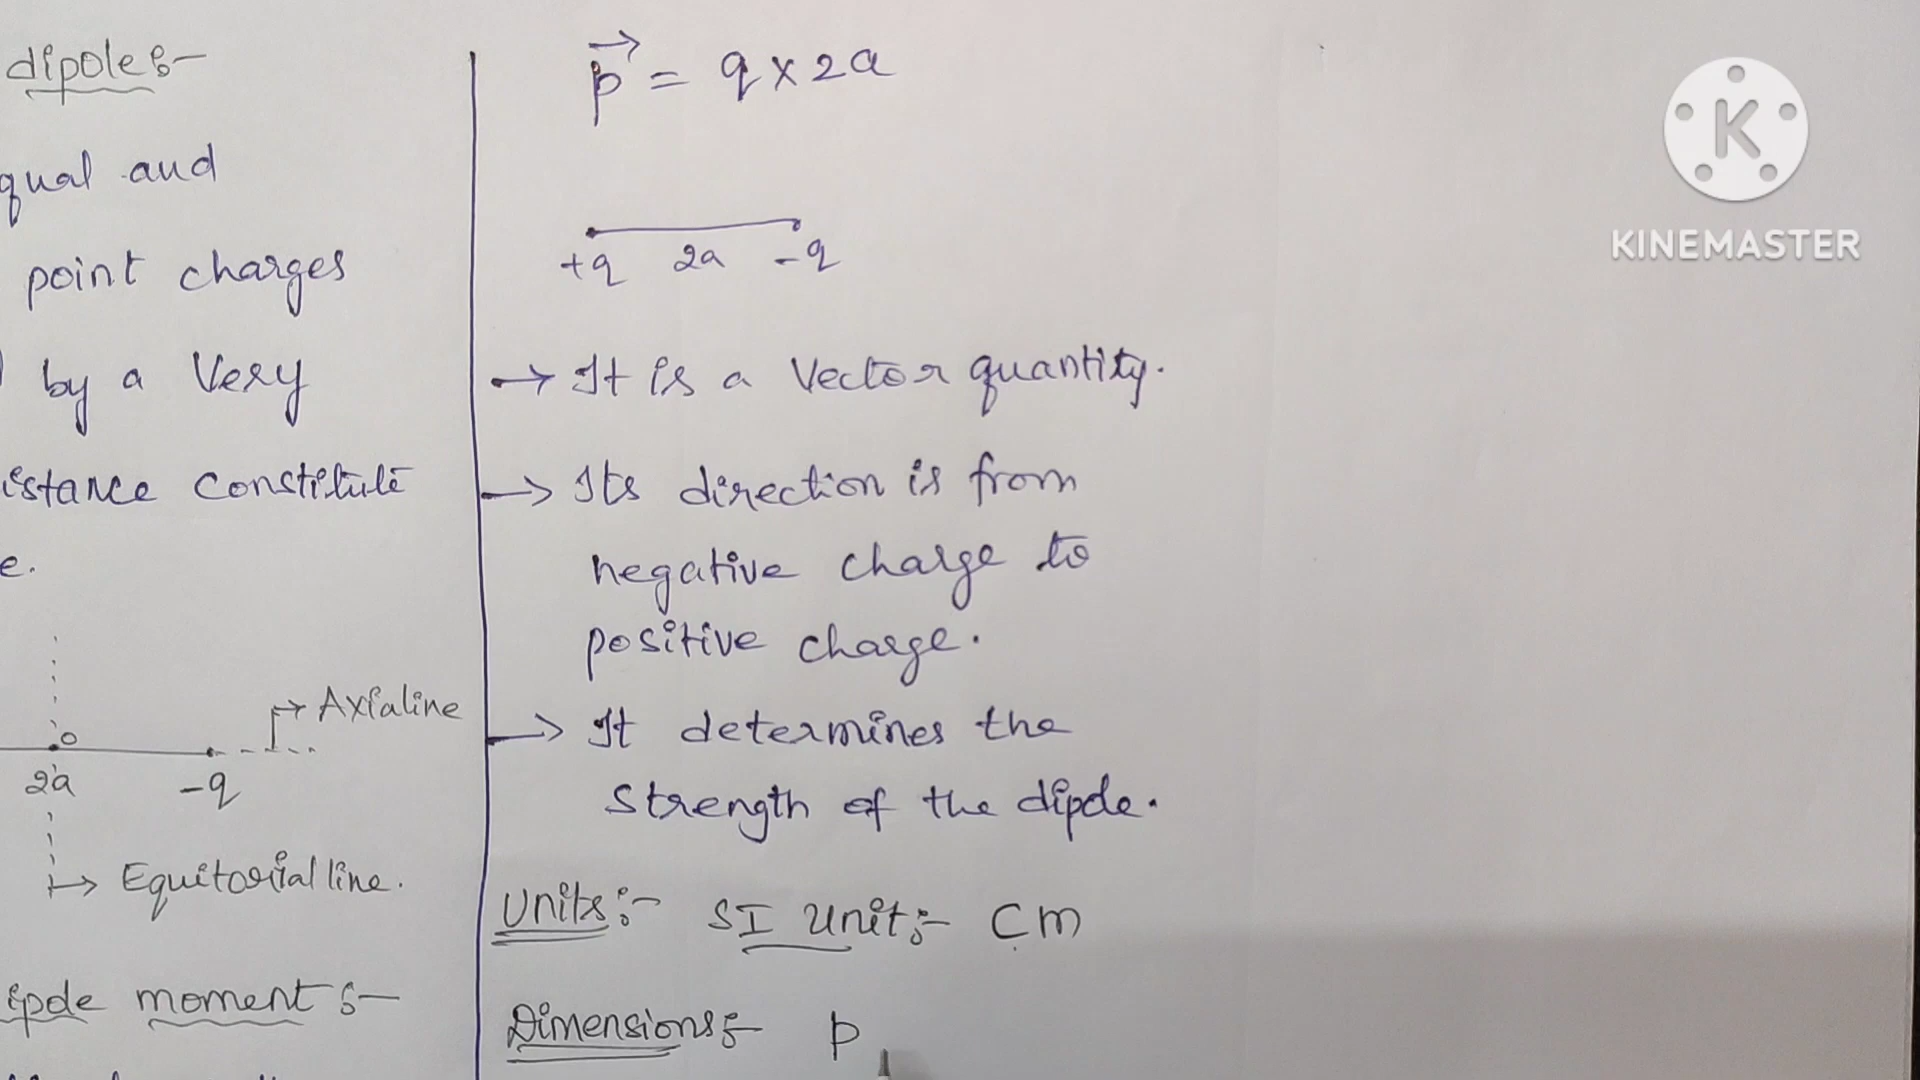 dipole:-
qual and
point charges
by a Very
istance constitute
e.
Axialine
o
2a
-q
Equitorial line.
ipole moment :-
p = q x 2a
+q 2a -q
→ It is a Vector quantity.
→ Its direction is from
negative charge to
positive charge.
→ It determines the
strength of the dipole.
Units:- SI Unit:- Cm
Dimensions:- p
K
KINEMASTER